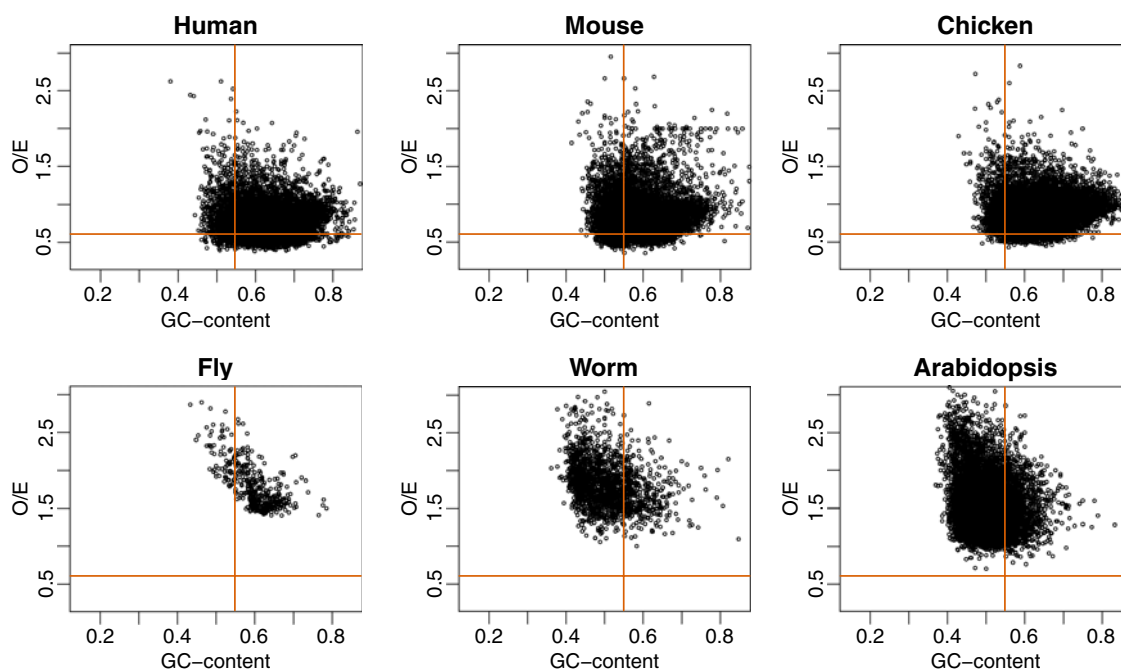 Human Mouse Chicken
O/E 0.5 1.5 2.5 O/E 0.5 1.5 2.5 O/E 0.5 1.5 2.5
0.2 0.4 0.6 0.8 0.2 0.4 0.6 0.8 0.2 0.4 0.6 0.8
GC−content GC−content GC−content
Fly Worm Arabidopsis
O/E 0.5 1.5 2.5 O/E 0.5 1.5 2.5 O/E 0.5 1.5 2.5
0.2 0.4 0.6 0.8 0.2 0.4 0.6 0.8 0.2 0.4 0.6 0.8
GC−content GC−content GC−content